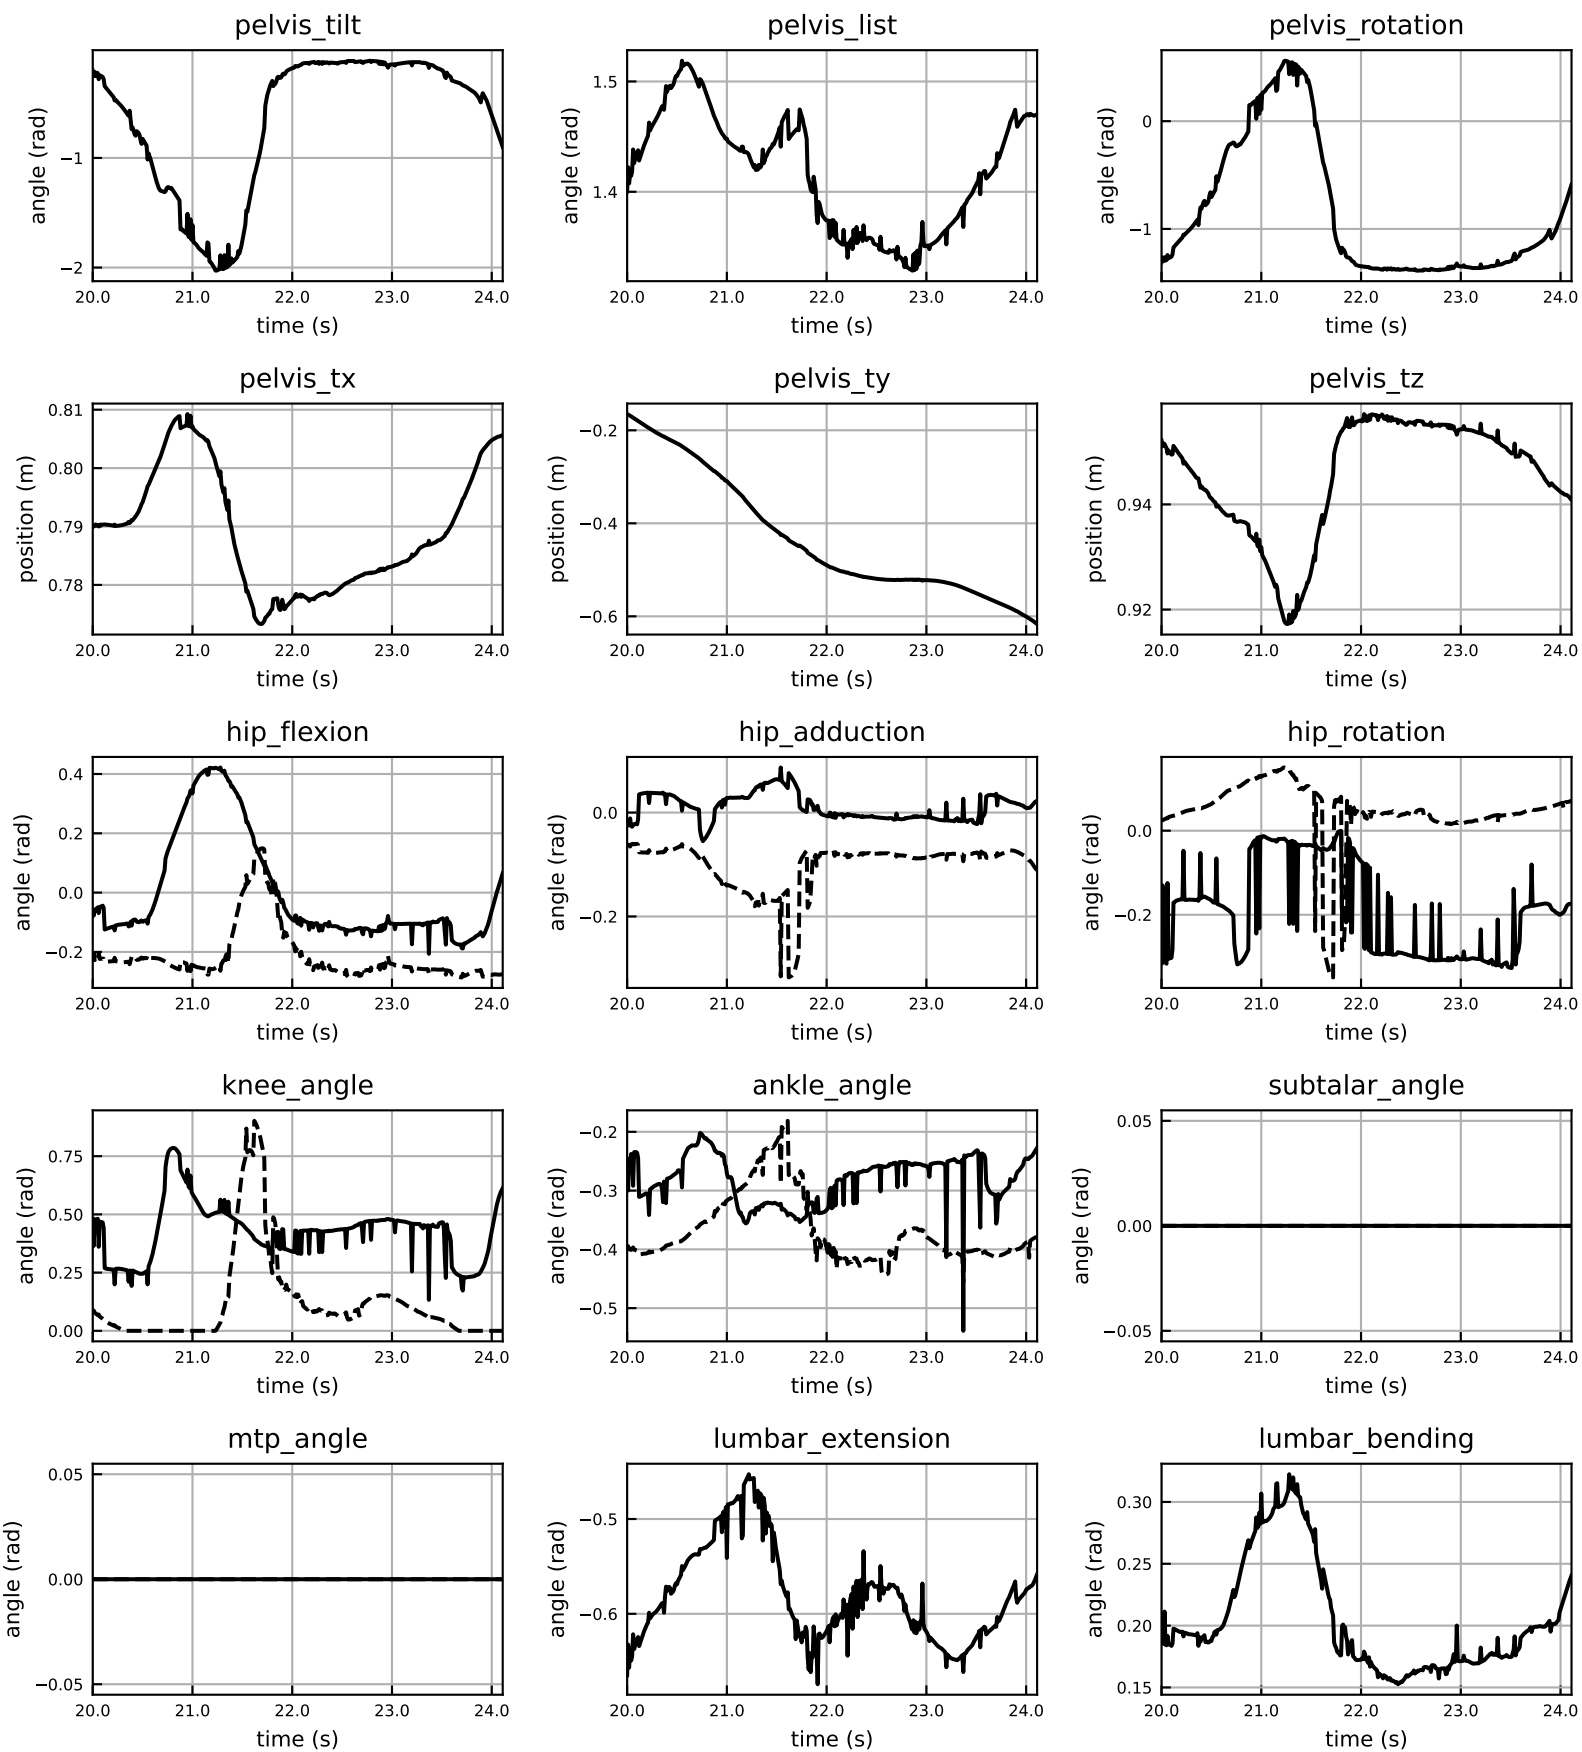 pelvis_tilt
angle (rad)
−1
−2
20.0 21.0 22.0 23.0 24.0
time (s)
pelvis_list
angle (rad)
1.5
1.4
20.0 21.0 22.0 23.0 24.0
time (s)
pelvis_rotation
angle (rad)
0
−1
20.0 21.0 22.0 23.0 24.0
time (s)
pelvis_tx
position (m)
0.81
0.80
0.79
0.78
20.0 21.0 22.0 23.0 24.0
time (s)
pelvis_ty
position (m)
−0.2
−0.4
−0.6
20.0 21.0 22.0 23.0 24.0
time (s)
pelvis_tz
position (m)
0.94
0.92
20.0 21.0 22.0 23.0 24.0
time (s)
hip_flexion
angle (rad)
0.4
0.2
0.0
−0.2
20.0 21.0 22.0 23.0 24.0
time (s)
hip_adduction
angle (rad)
0.0
−0.2
20.0 21.0 22.0 23.0 24.0
time (s)
hip_rotation
angle (rad)
0.0
−0.2
20.0 21.0 22.0 23.0 24.0
time (s)
knee_angle
angle (rad)
0.75
0.50
0.25
0.00
20.0 21.0 22.0 23.0 24.0
time (s)
ankle_angle
angle (rad)
−0.2
−0.3
−0.4
−0.5
20.0 21.0 22.0 23.0 24.0
time (s)
subtalar_angle
angle (rad)
0.05
0.00
−0.05
20.0 21.0 22.0 23.0 24.0
time (s)
mtp_angle
angle (rad)
0.05
0.00
−0.05
20.0 21.0 22.0 23.0 24.0
time (s)
lumbar_extension
angle (rad)
−0.5
−0.6
20.0 21.0 22.0 23.0 24.0
time (s)
lumbar_bending
angle (rad)
0.30
0.25
0.20
0.15
20.0 21.0 22.0 23.0 24.0
time (s)